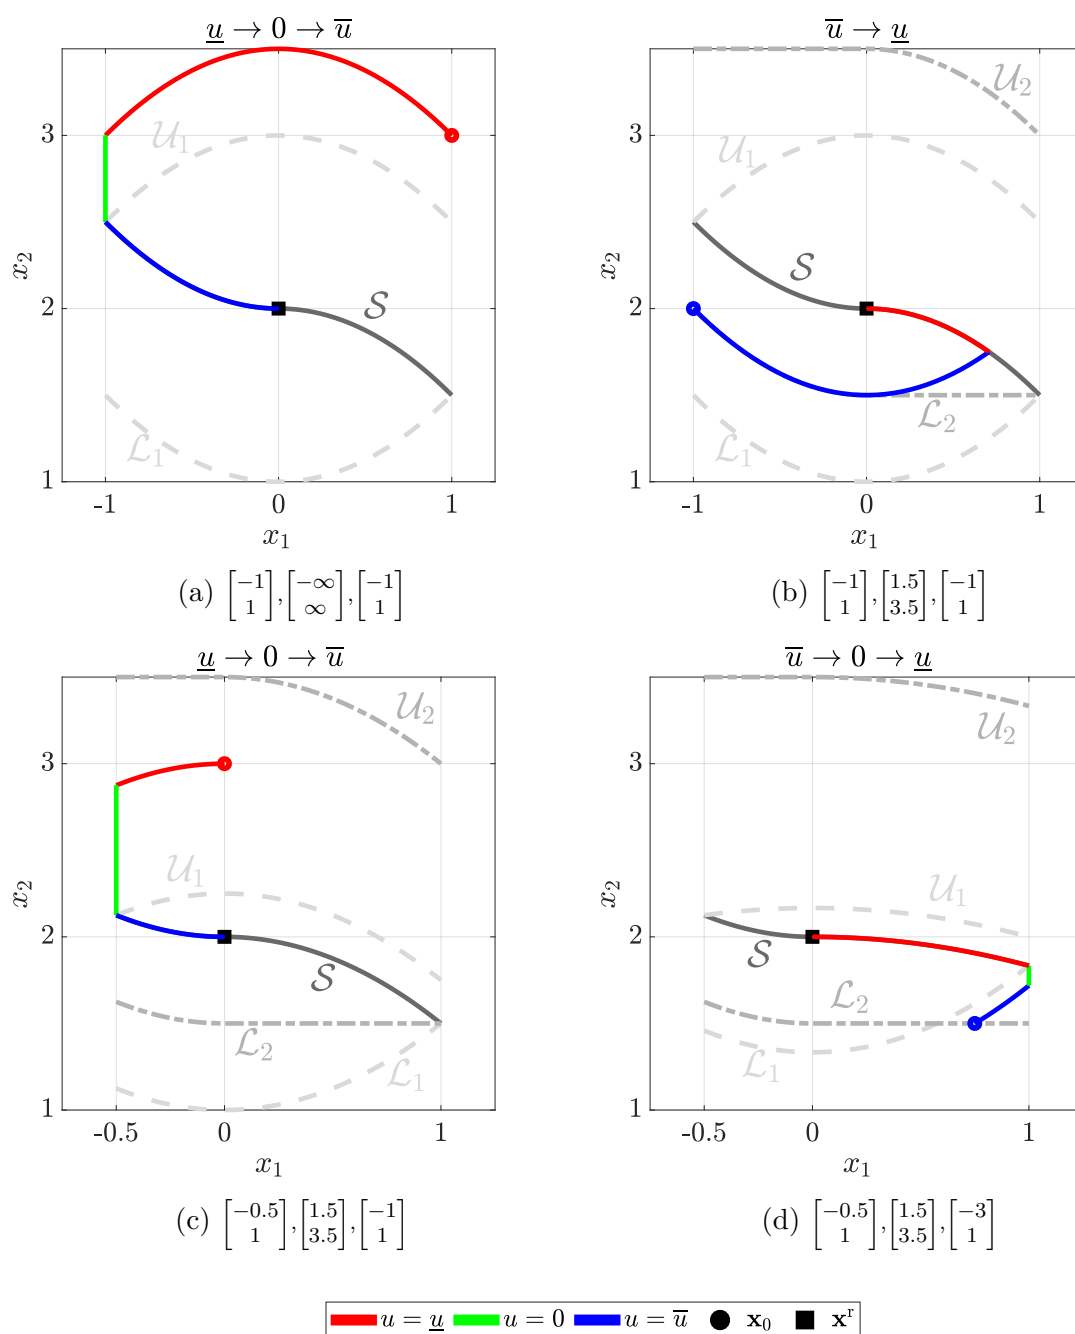 u → 0 → u̅
𝒰₁
𝒮
ℒ₁
x₂
3
2
1
-1 0 1
x₁
(a) [−1 1], [−∞ ∞], [−1 1]
u̅ → u̲
𝒰₂
𝒰₁
𝒮
ℒ₂
ℒ₁
x₂
3
2
1
-1 0 1
x₁
(b) [−1 1], [1.5 3.5], [−1 1]
u̲ → 0 → u̅
𝒰₂
𝒰₁
𝒮
ℒ₂
ℒ₁
x₂
3
2
1
-0.5 0 1
x₁
(c) [−0.5 1], [1.5 3.5], [−1 1]
u̅ → 0 → u̲
𝒰₂
𝒰₁
𝒮
ℒ₂
ℒ₁
x₂
3
2
1
-0.5 0 1
x₁
(d) [−0.5 1], [1.5 3.5], [−3 1]
u = u̲ u = 0 u = u̅ x₀ xʳ